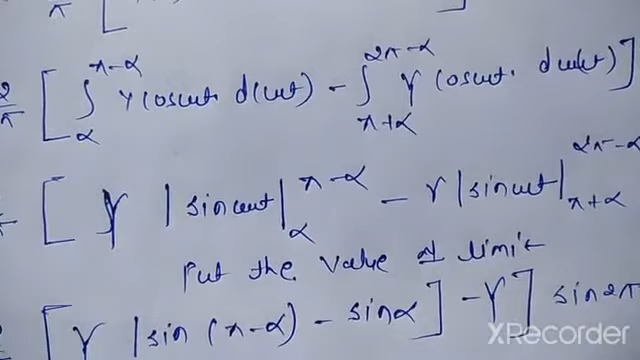 π [ ]
2/π [ ∫_α^{π-α} γ cosωt. d(ωt) - ∫_{π+α}^{2π-α} γ cosωt. dω(t) ]
[ γ |sinωt|_α^{π-α} - γ |sinωt|_{π+α}^{2π-α}
Put the value of limit
[ γ |sin (π-α) - sinα ] - γ ] sin2π
XRecorder